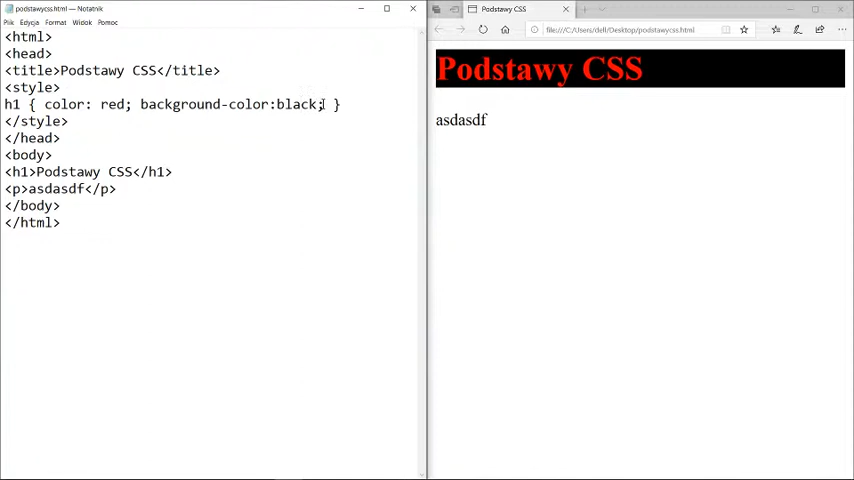 podstawycss.html — Notatnik
Plik Edycja Format Widok Pomoc
<html>
<head>
<title>Podstawy CSS</title>
<style>
h1 { color: red; background-color:black; }
</style>
</head>
<body>
<h1>Podstawy CSS</h1>
<p>asdasdf</p>
</body>
</html>
Podstawy CSS
file:///C:/Users/dell/Desktop/podstawycss.html
Podstawy CSS
asdasdf